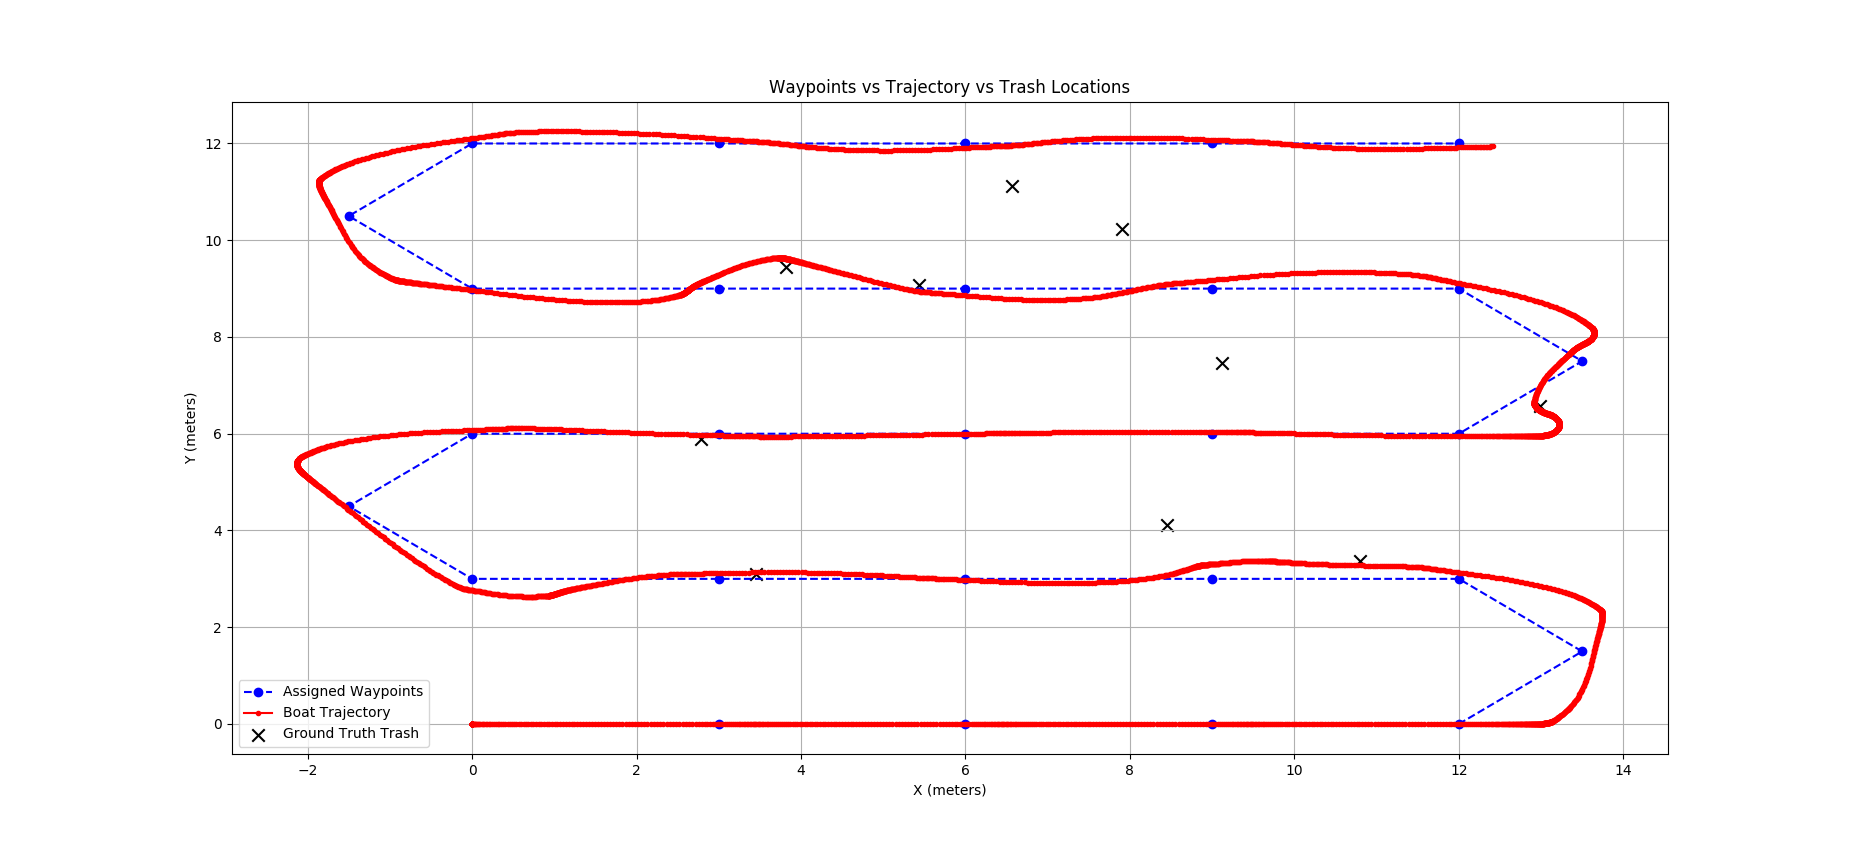 Waypoints vs Trajectory vs Trash Locations
Y (meters)
12
10
8
6
4
2
0
Assigned Waypoints
Boat Trajectory
Ground Truth Trash
−2 0 2 4 6 8 10 12 14
X (meters)